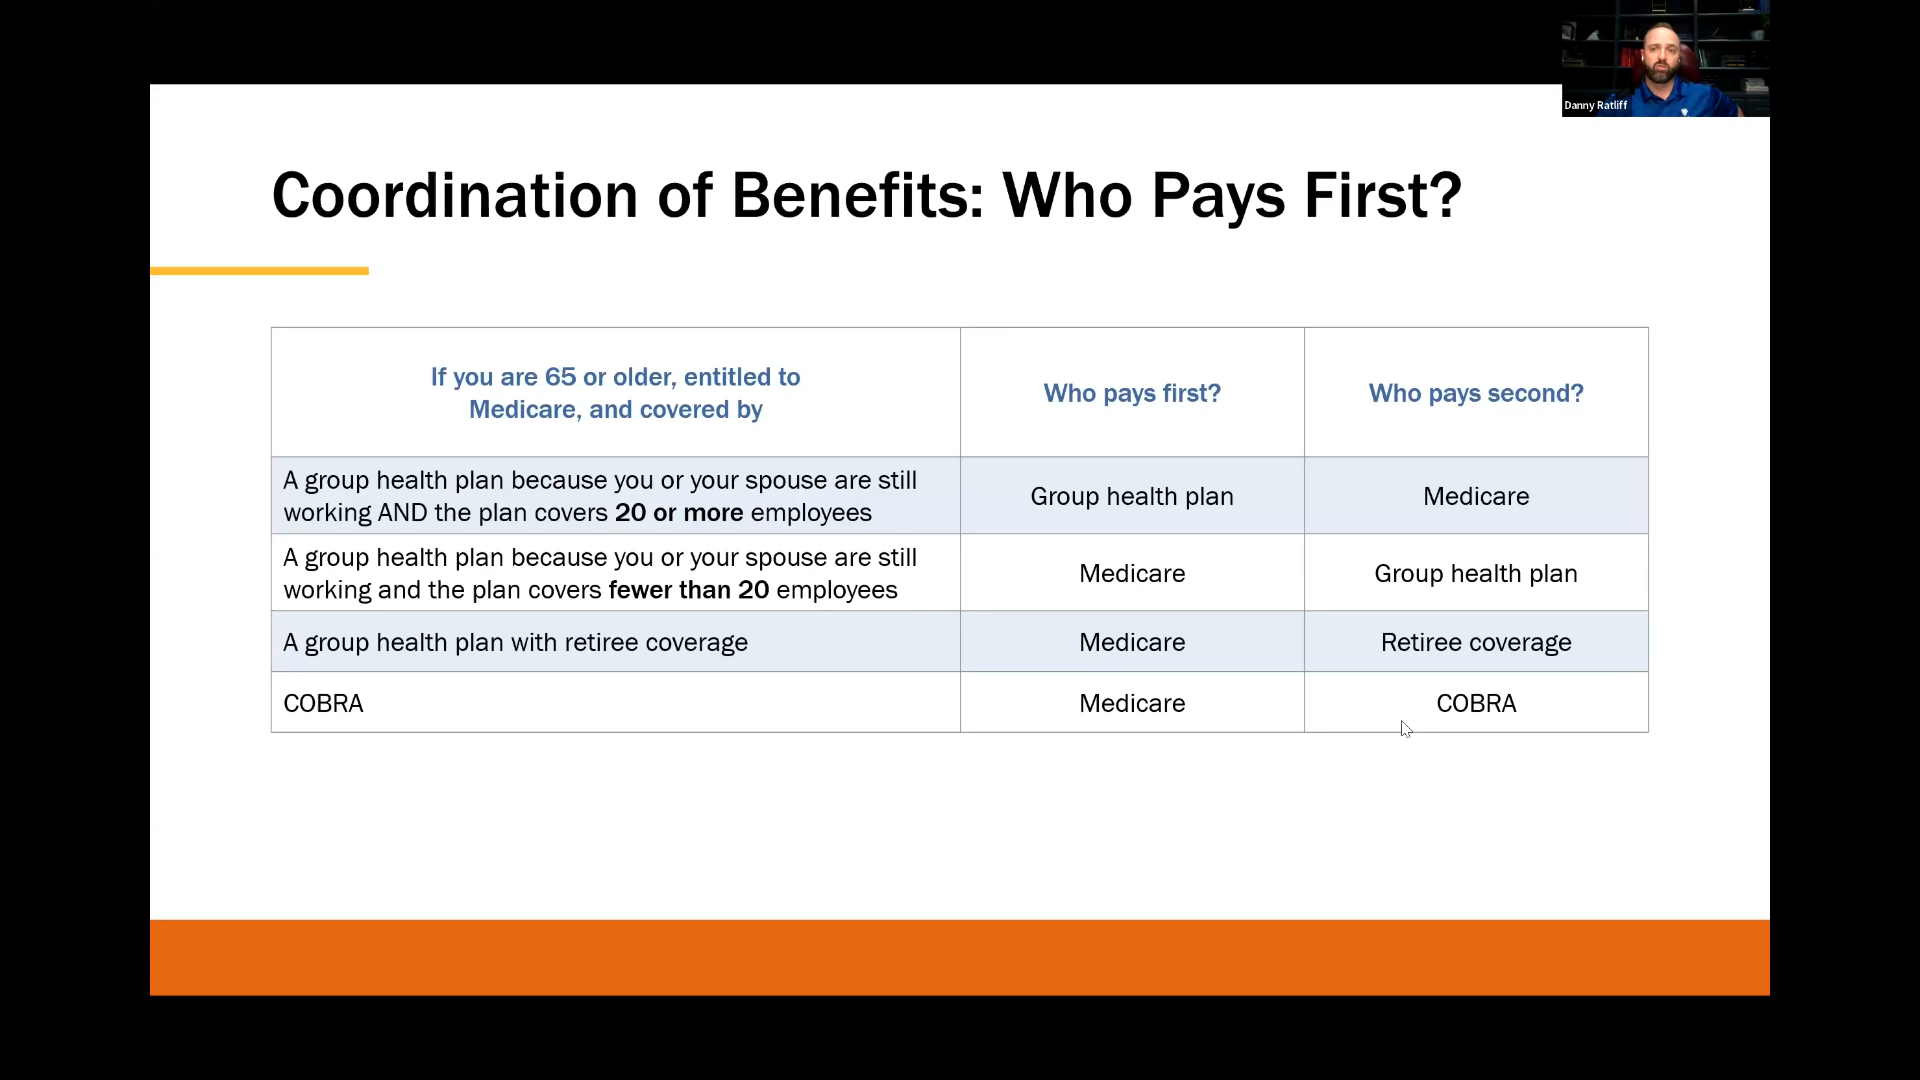 Danny Ratliff
Coordination of Benefits: Who Pays First?
If you are 65 or older, entitled to
Medicare, and covered by
Who pays first?
Who pays second?
A group health plan because you or your spouse are still
working AND the plan covers 20 or more employees
Group health plan
Medicare
A group health plan because you or your spouse are still
working and the plan covers fewer than 20 employees
Medicare
Group health plan
A group health plan with retiree coverage
Medicare
Retiree coverage
COBRA
Medicare
COBRA